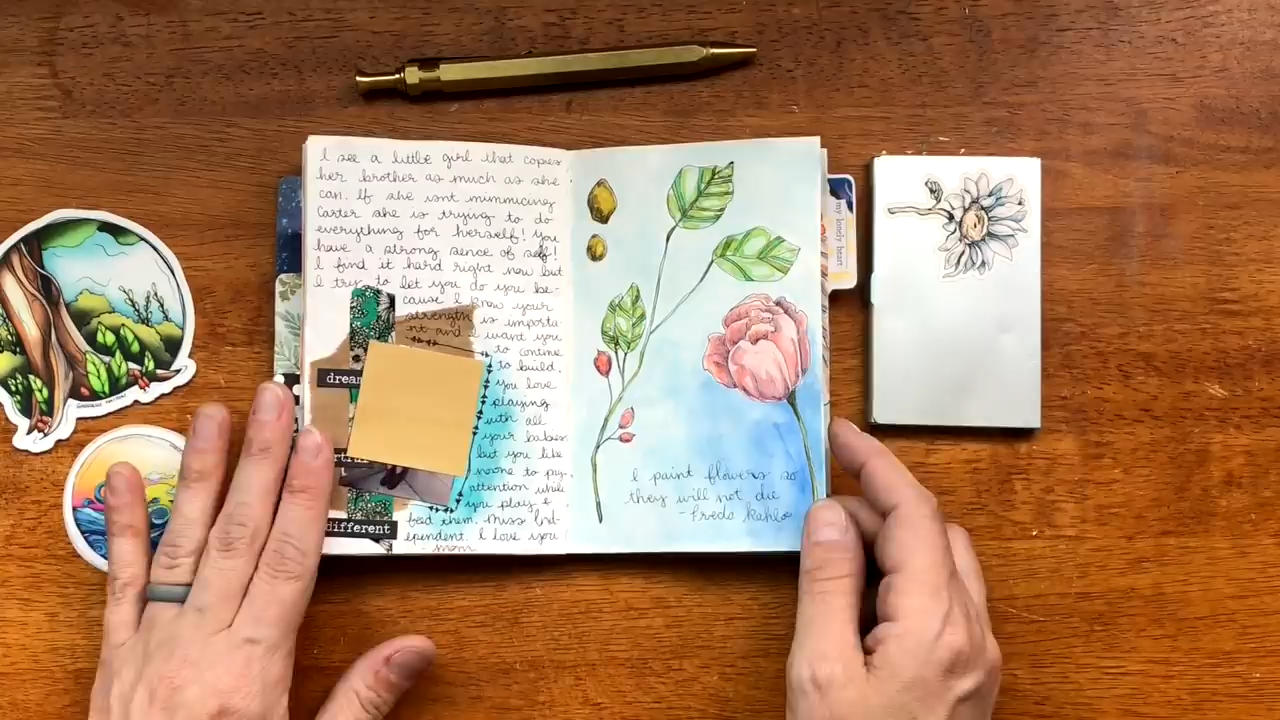 I see a little girl that copies
her brother as much as she
can. If she isnt mimmicing
Carter she is trying to do
everything for herself! You
have a strong sence of self!
I find it hard right now but
I try to let you do you be-
cause I know your
strength is importa-
nt and I want you
to continue
to build.
You love
playing
with all
your babies
but you like
noone to pay
attention while
you play &
feed them. Miss Ind-
ependent. I love you
- mom
dream
different
I paint flowers so
they will not die
- Freda Kahlo
my lonely heart